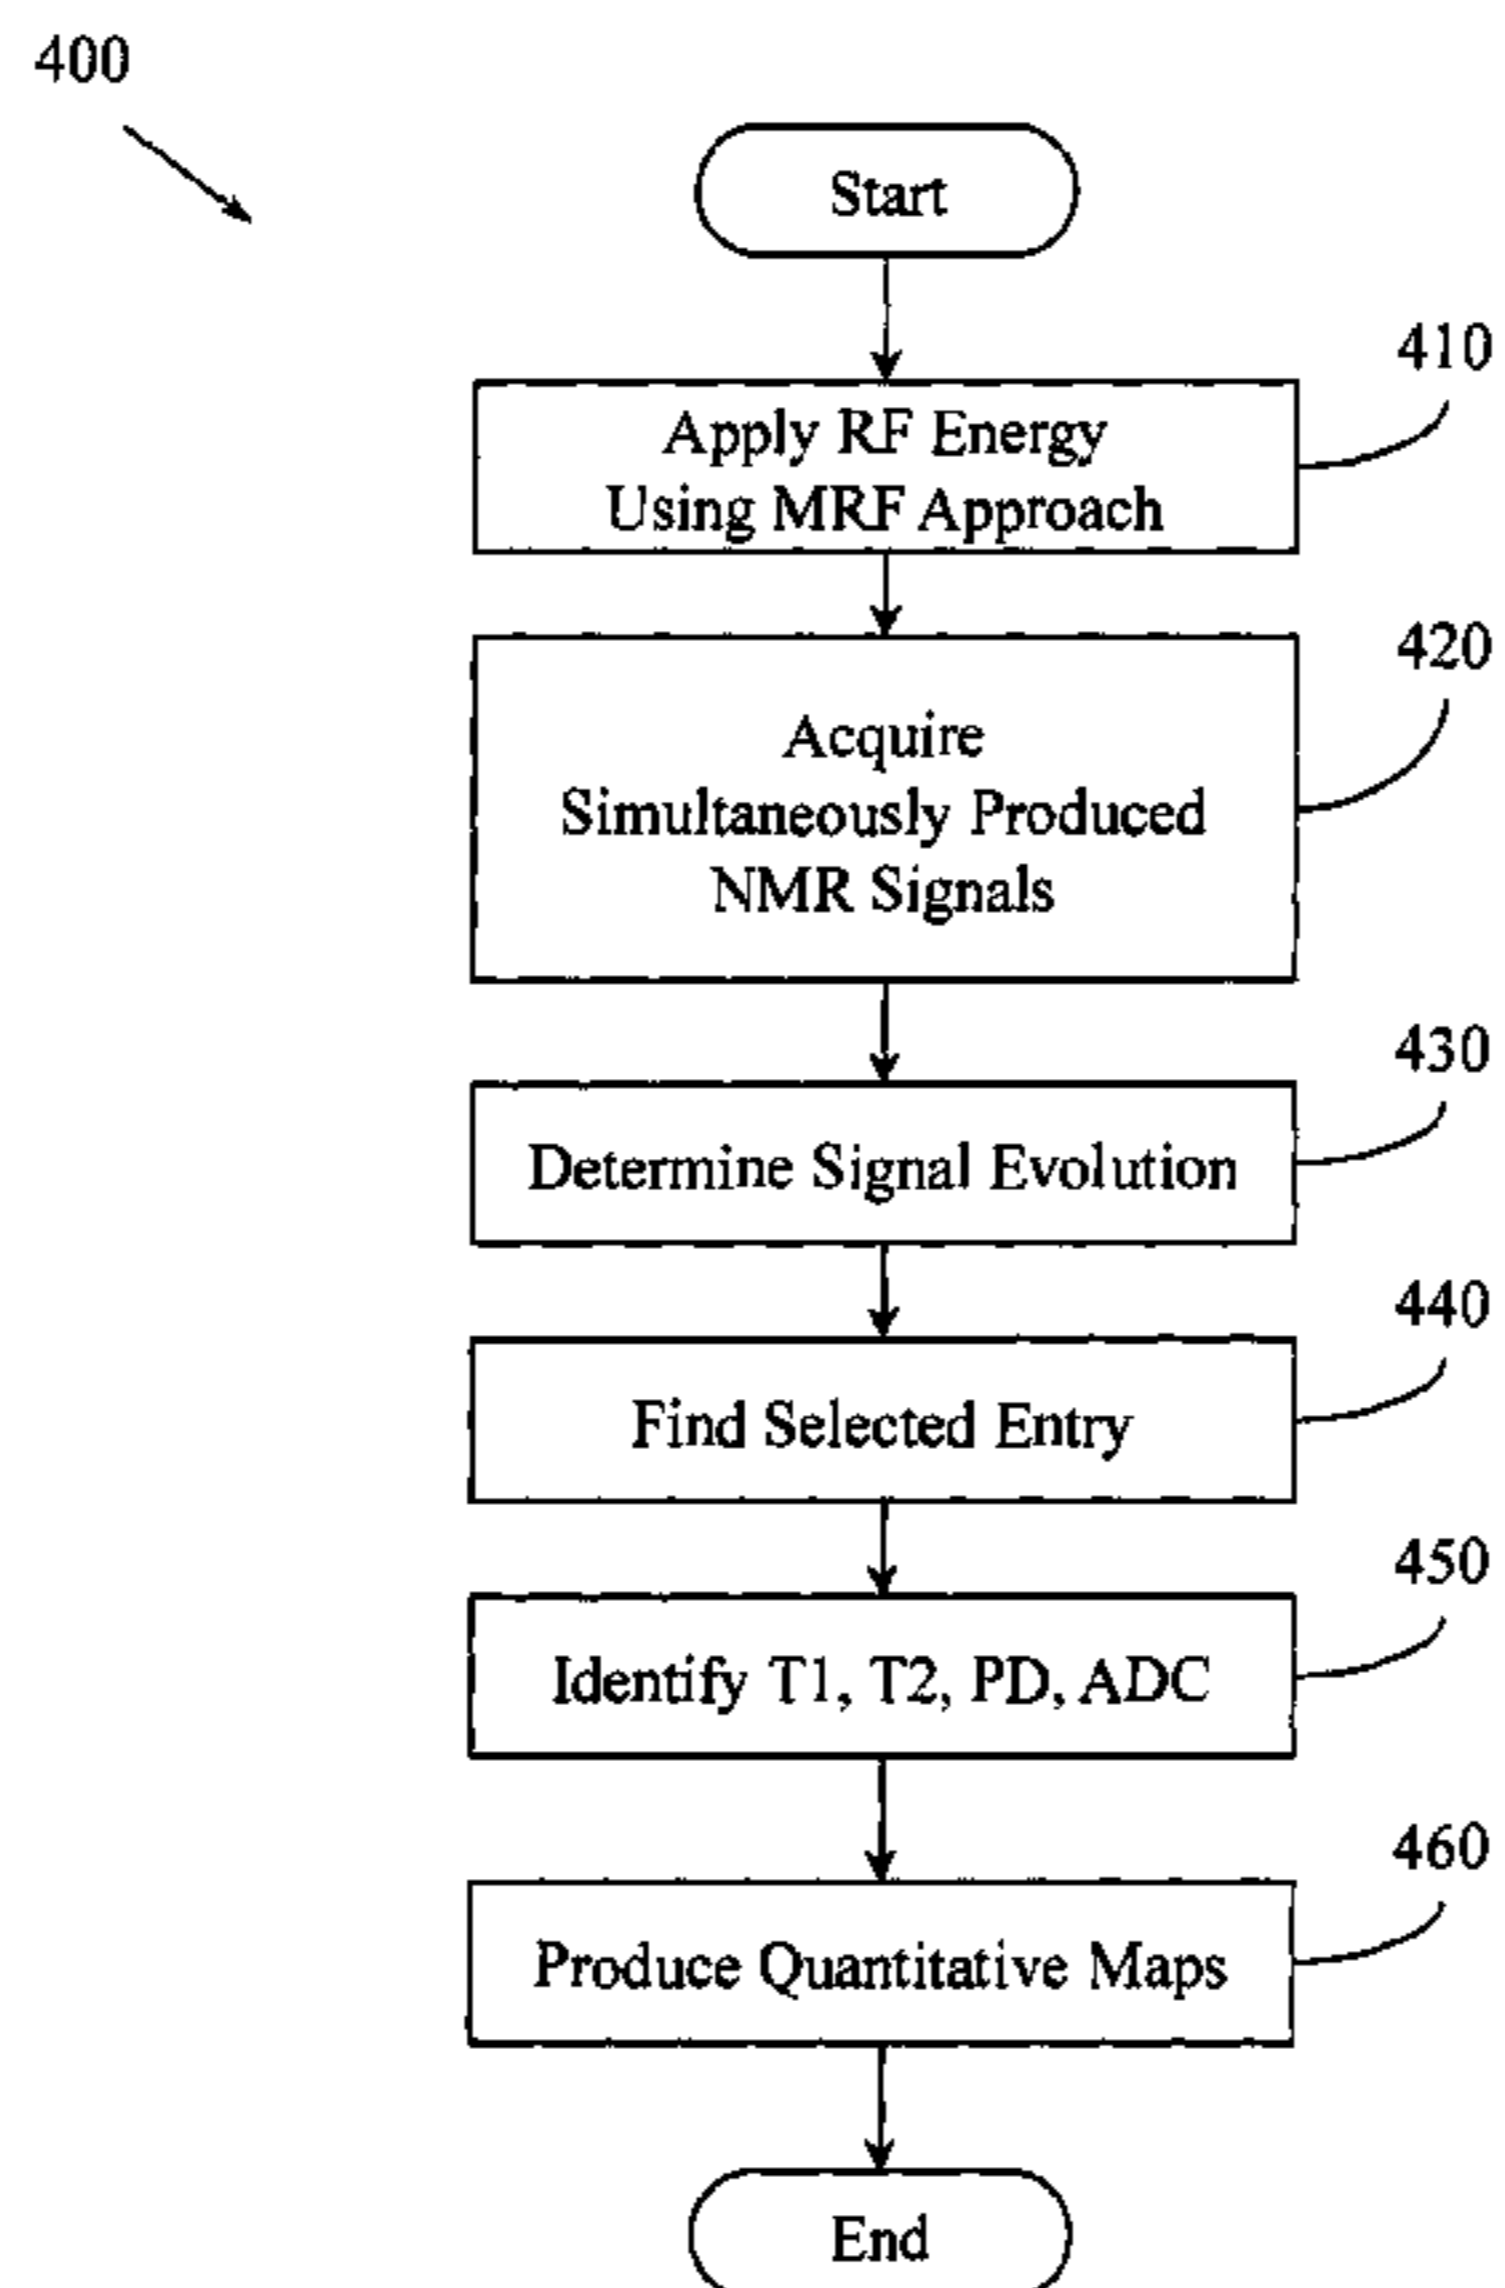 400
Start
410
Apply RF Energy
Using MRF Approach
420
Acquire
Simultaneously Produced
NMR Signals
430
Determine Signal Evolution
440
Find Selected Entry
450
Identify T1, T2, PD, ADC
460
Produce Quantitative Maps
End